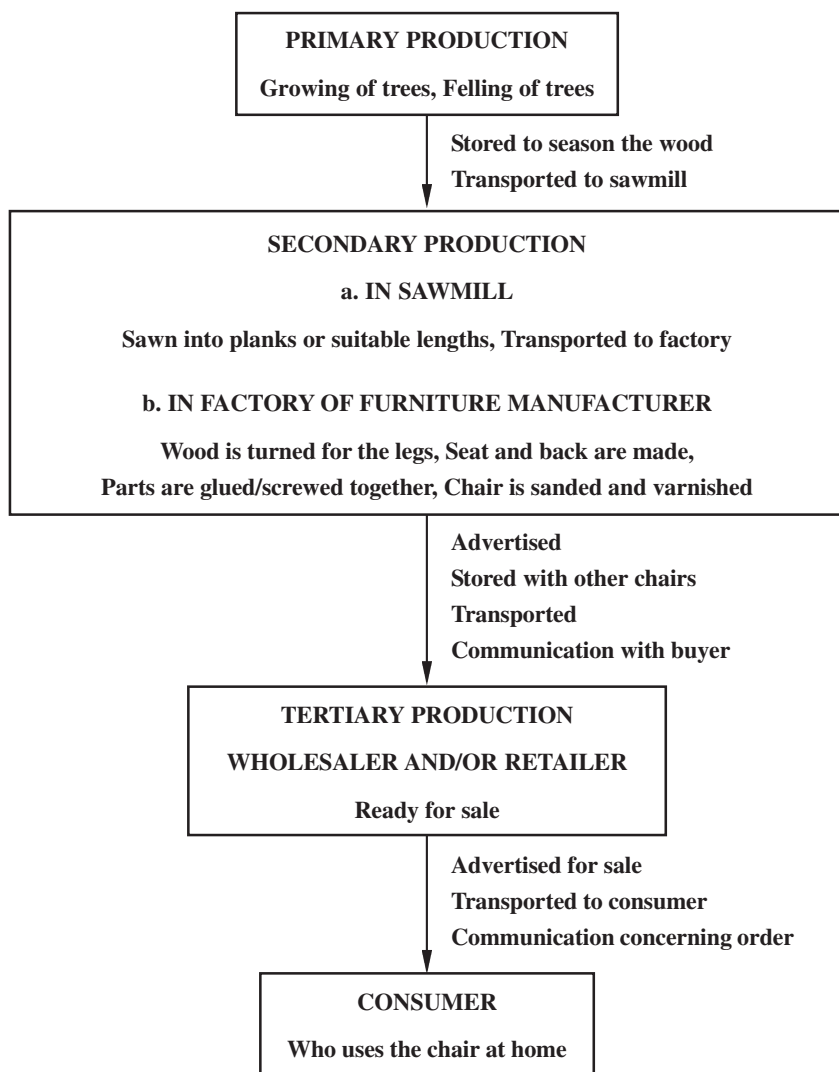 PRIMARY PRODUCTION
Growing of trees, Felling of trees
Stored to season the wood
Transported to sawmill
SECONDARY PRODUCTION
a. IN SAWMILL
Sawn into planks or suitable lengths, Transported to factory
b. IN FACTORY OF FURNITURE MANUFACTURER
Wood is turned for the legs, Seat and back are made,
Parts are glued/screwed together, Chair is sanded and varnished
Advertised
Stored with other chairs
Transported
Communication with buyer
TERTIARY PRODUCTION
WHOLESALER AND/OR RETAILER
Ready for sale
Advertised for sale
Transported to consumer
Communication concerning order
CONSUMER
Who uses the chair at home